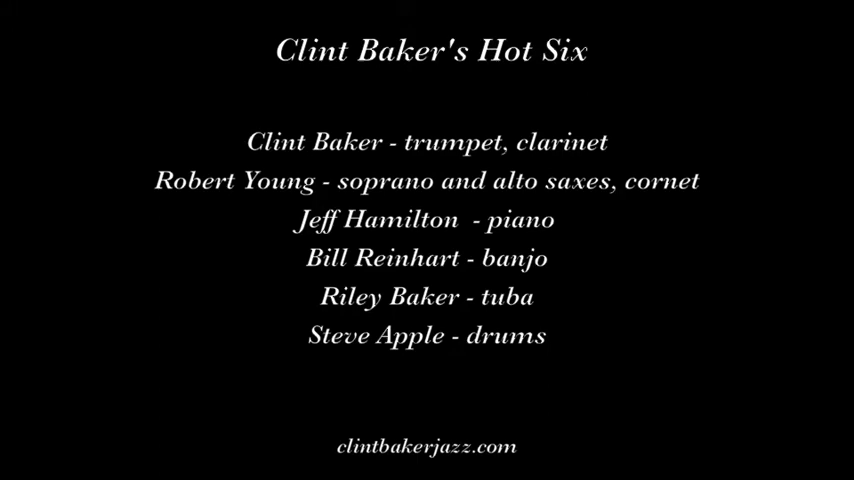 Clint Baker's Hot Six
Clint Baker - trumpet, clarinet
Robert Young - soprano and alto saxes, cornet
Jeff Hamilton - piano
Bill Reinhart - banjo
Riley Baker - tuba
Steve Apple - drums
clintbakerjazz.com